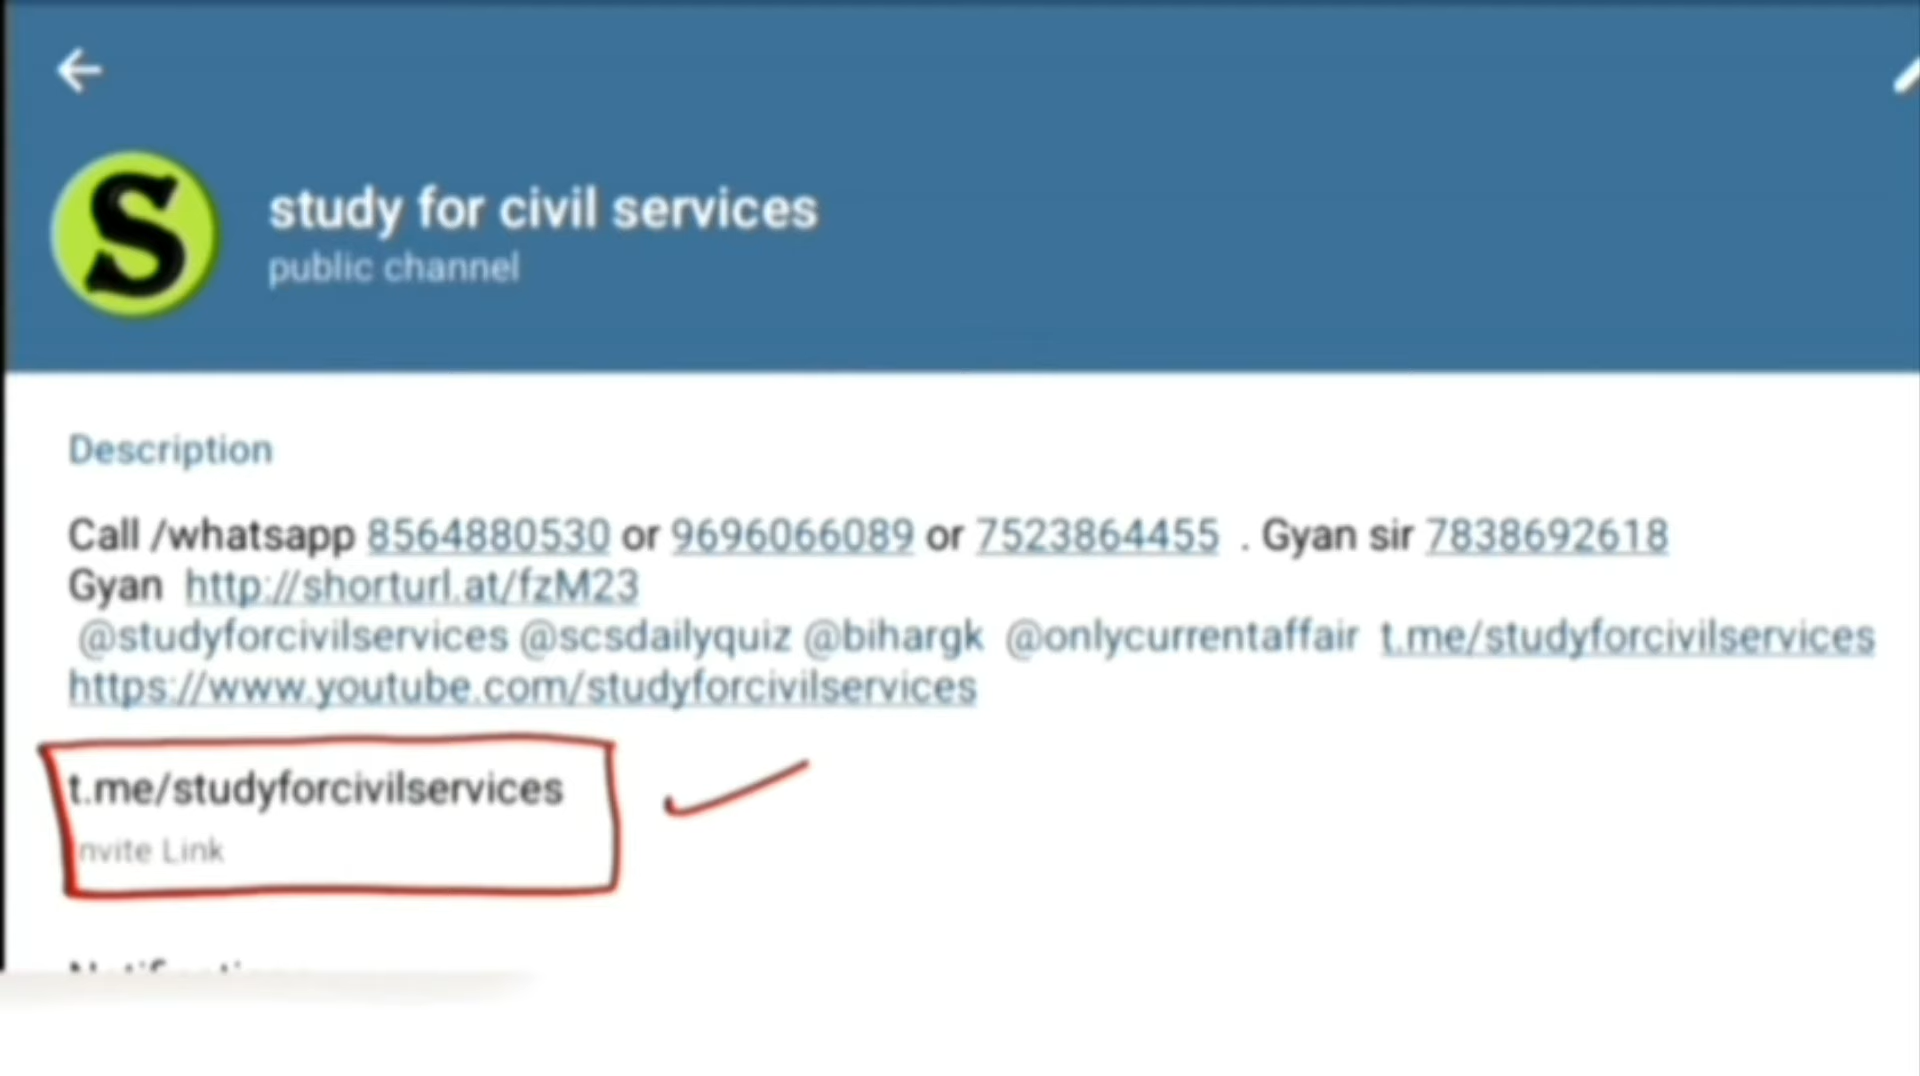 S
study for civil services
public channel
Description
Call /whatsapp 8564880530 or 9696066089 or 7523864455 . Gyan sir 7838692618
Gyan http://shorturl.at/fzM23
@studyforcivilservices @scsdailyquiz @bihargk @onlycurrentaffair t.me/studyforcivilservices
https://www.youtube.com/studyforcivilservices
t.me/studyforcivilservices
nvite Link